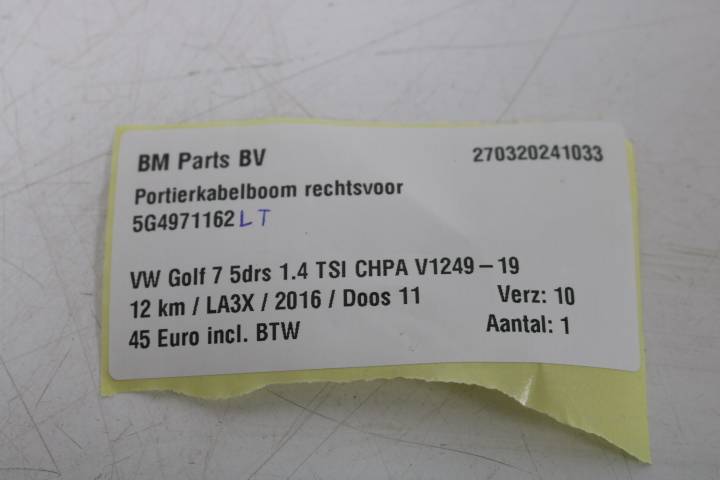 BM Parts BV 270320241033
Portierkabelboom rechtsvoor
5G4971162 LT
VW Golf 7 5drs 1.4 TSI CHPA V1249-19
12 km / LA3X / 2016 / Doos 11 Verz: 10
45 Euro incl. BTW Aantal: 1